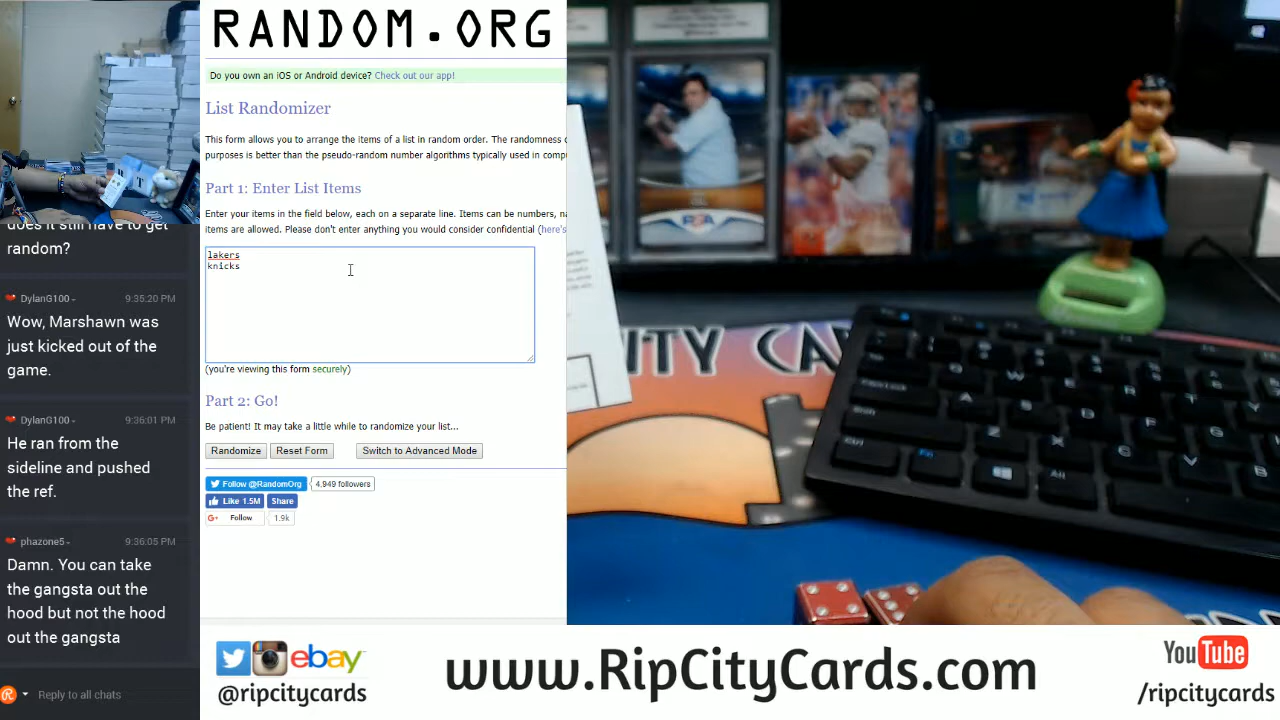 does it still have to get
random?
DylanG100 9:35:20 PM
Wow, Marshawn was
just kicked out of the
game.
DylanG100 9:36:01 PM
He ran from the
sideline and pushed
the ref.
phazone5 9:36:05 PM
Damn. You can take
the gangsta out the
hood but not the hood
out the gangsta
Reply to all chats
RANDOM.ORG
Do you own an iOS or Android device? Check out our app!
List Randomizer
This form allows you to arrange the items of a list in random order. The randomness
purposes is better than the pseudo-random number algorithms typically used in
Part 1: Enter List Items
Enter your items in the field below, each on a separate line. Items can be numbers,
items are allowed. Please don't enter anything you would consider confidential (here's
lakers
knicks
(you're viewing this form securely)
Part 2: Go!
Be patient! It may take a little while to randomize your list...
Randomize Reset Form Switch to Advanced Mode
Follow @RandomOrg 4,949 followers
Like 1.5M Share
G+ Follow 1.9k
PSA
ITY CA
Ctrl Fn Alt
A Z X C V B
ebay
@ripcitycards
www.RipCityCards.com
YouTube
/ripcitycards